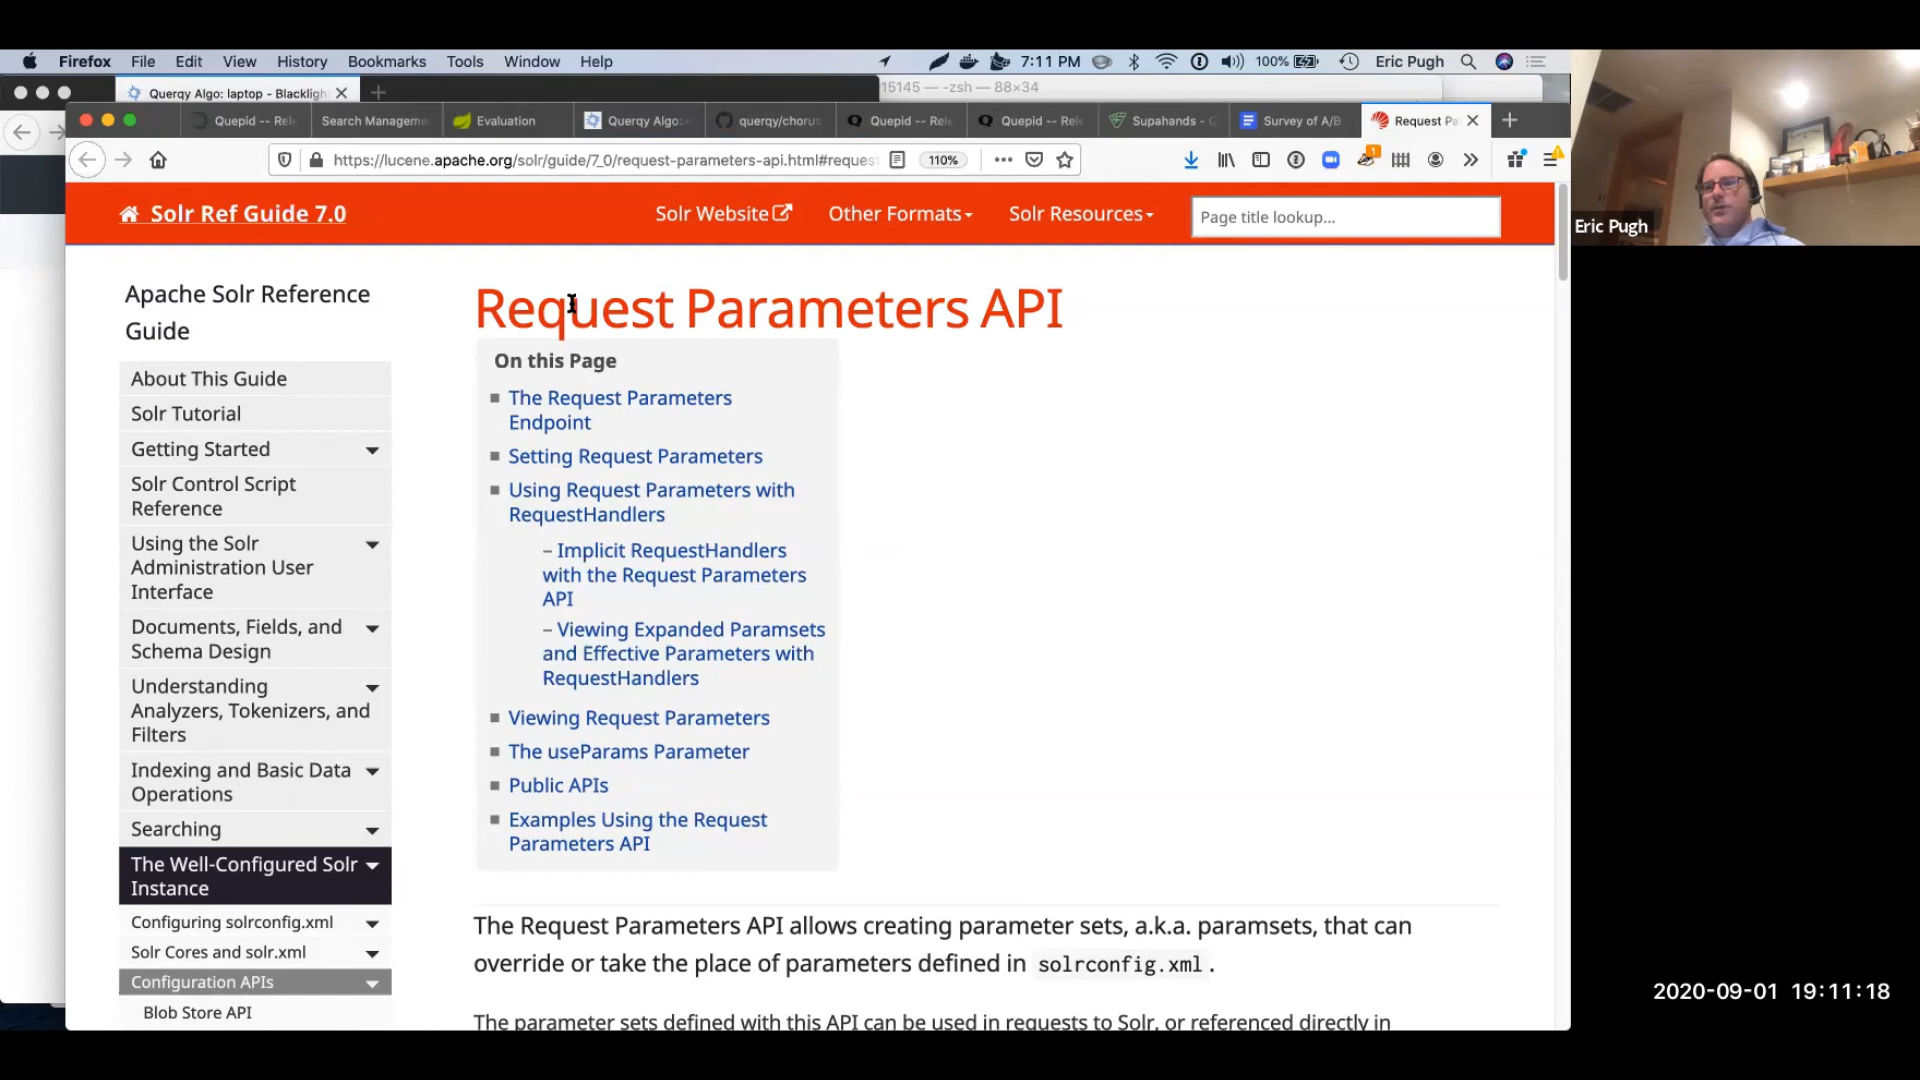 Firefox File Edit View History Bookmarks Tools Window Help 7:11 PM 100% Eric Pugh
Querqy Algo: laptop - Blackligh
15145 — -zsh — 88×34
Quepid -- Rele Search Manageme Evaluation Querqy Algo: querqy/chorus Quepid -- Rele Quepid -- Rele Supahands - Survey of A/B Request Pa
https://lucene.apache.org/solr/guide/7_0/request-parameters-api.html#request 110%
Solr Ref Guide 7.0 Solr Website Other Formats Solr Resources Page title lookup...
Eric Pugh
Apache Solr Reference
Guide
About This Guide
Solr Tutorial
Getting Started
Solr Control Script
Reference
Using the Solr
Administration User
Interface
Documents, Fields, and
Schema Design
Understanding
Analyzers, Tokenizers, and
Filters
Indexing and Basic Data
Operations
Searching
The Well-Configured Solr
Instance
Configuring solrconfig.xml
Solr Cores and solr.xml
Configuration APIs
Blob Store API
Request Parameters API
On this Page
The Request Parameters
Endpoint
Setting Request Parameters
Using Request Parameters with
RequestHandlers
– Implicit RequestHandlers
with the Request Parameters
API
– Viewing Expanded Paramsets
and Effective Parameters with
RequestHandlers
Viewing Request Parameters
The useParams Parameter
Public APIs
Examples Using the Request
Parameters API
The Request Parameters API allows creating parameter sets, a.k.a. paramsets, that can
override or take the place of parameters defined in solrconfig.xml .
The parameter sets defined with this API can be used in requests to Solr, or referenced directly in
2020-09-01 19:11:18